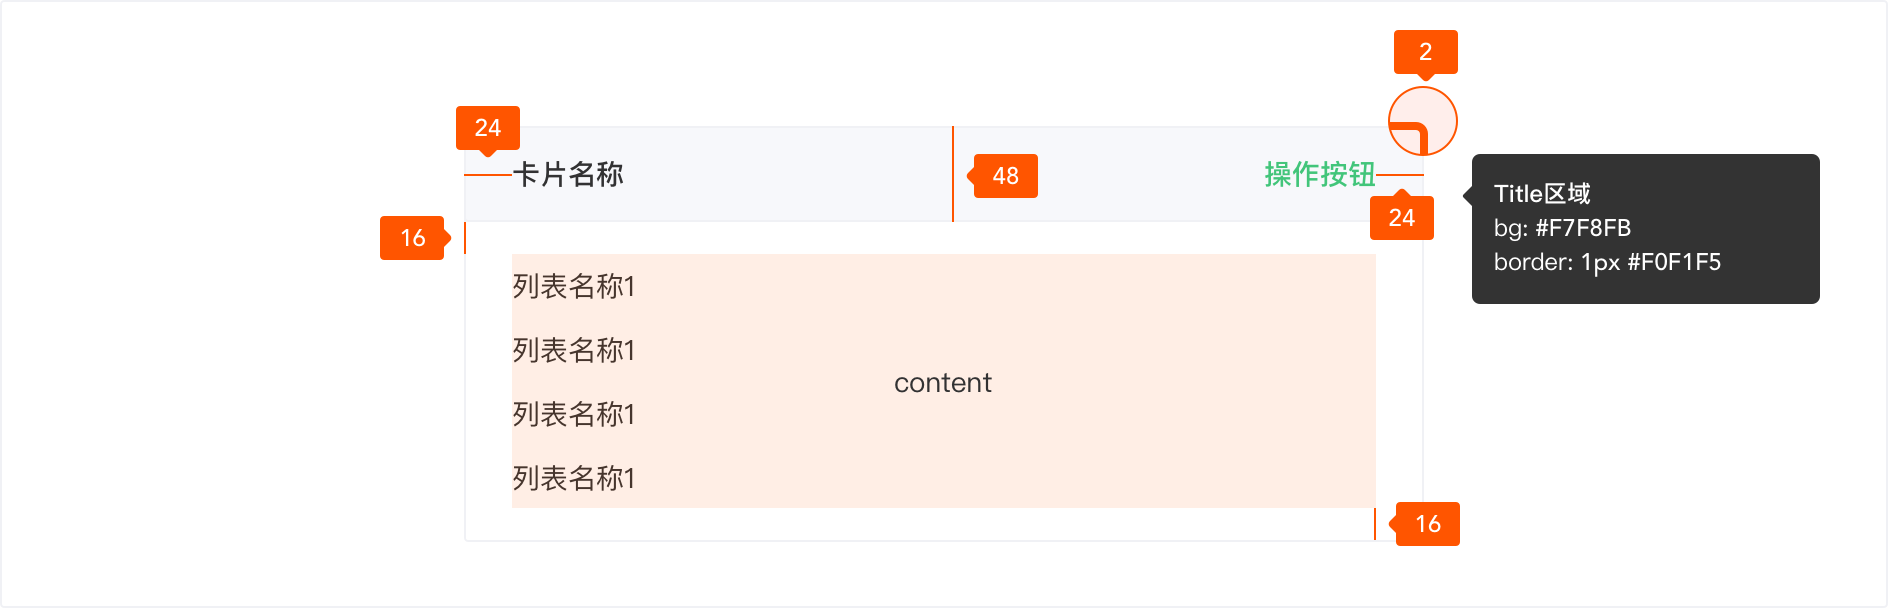 2
24
卡片名称
48
操作按钮
24
Title区域
bg: #F7F8FB
border: 1px #F0F1F5
16
列表名称1
列表名称1
content
列表名称1
列表名称1
16